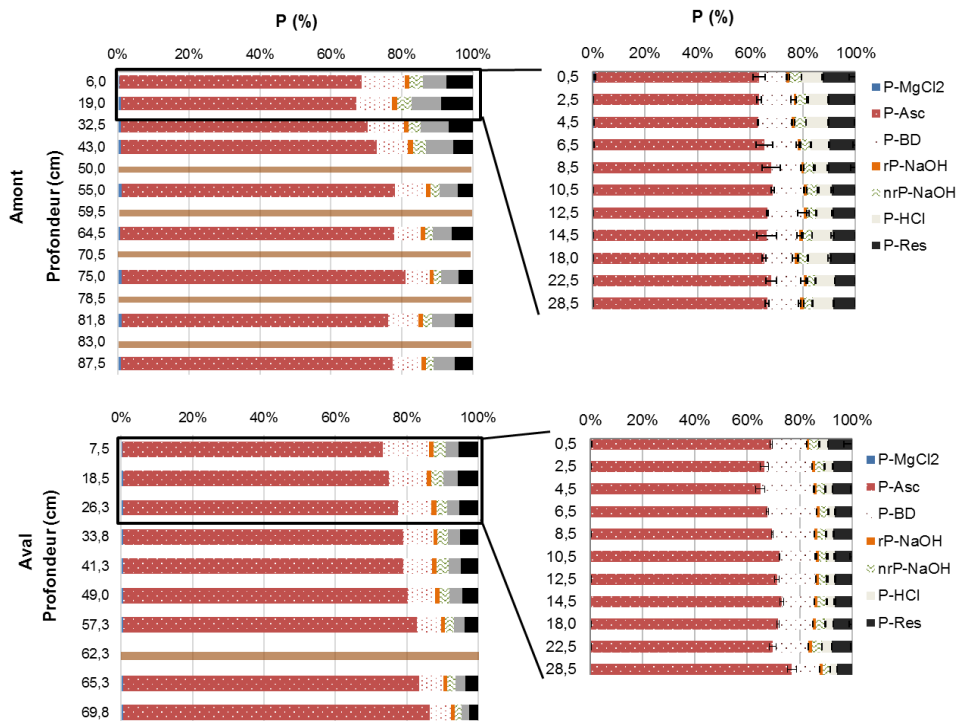 P (%)
0% 20% 40% 60% 80% 100%
Amont
Profondeur (cm)
6,0
19,0
32,5
43,0
50,0
55,0
59,5
64,5
70,5
75,0
78,5
81,8
83,0
87,5
P (%)
0% 20% 40% 60% 80% 100%
0,5
2,5
4,5
6,5
8,5
10,5
12,5
14,5
18,0
22,5
28,5
P-MgCl2
P-Asc
P-BD
rP-NaOH
nrP-NaOH
P-HCl
P-Res
0% 20% 40% 60% 80% 100%
Aval
Profondeur (cm)
7,5
18,5
26,3
33,8
41,3
49,0
57,3
62,3
65,3
69,8
0% 20% 40% 60% 80% 100%
0,5
2,5
4,5
6,5
8,5
10,5
12,5
14,5
18,0
22,5
28,5
P-MgCl2
P-Asc
P-BD
rP-NaOH
nrP-NaOH
P-HCl
P-Res